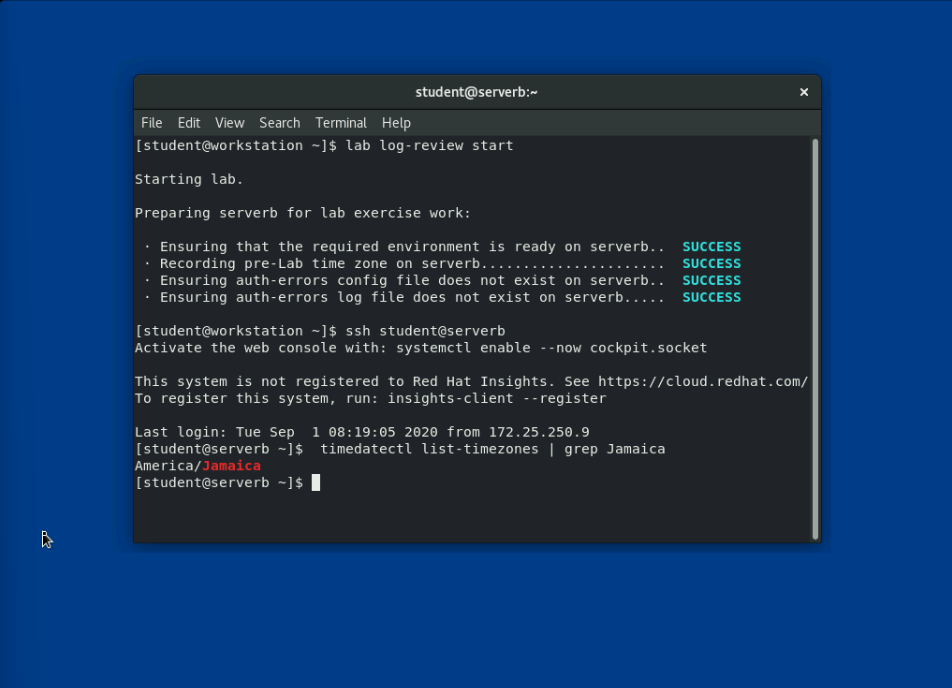 student@serverb:~ ×
File Edit View Search Terminal Help
[student@workstation ~]$ lab log-review start
Starting lab.
Preparing serverb for lab exercise work:
· Ensuring that the required environment is ready on serverb.. SUCCESS
· Recording pre-Lab time zone on serverb...................... SUCCESS
· Ensuring auth-errors config file does not exist on serverb.. SUCCESS
· Ensuring auth-errors log file does not exist on serverb..... SUCCESS
[student@workstation ~]$ ssh student@serverb
Activate the web console with: systemctl enable --now cockpit.socket
This system is not registered to Red Hat Insights. See https://cloud.redhat.com/
To register this system, run: insights-client --register
Last login: Tue Sep  1 08:19:05 2020 from 172.25.250.9
[student@serverb ~]$  timedatectl list-timezones | grep Jamaica
America/Jamaica
[student@serverb ~]$